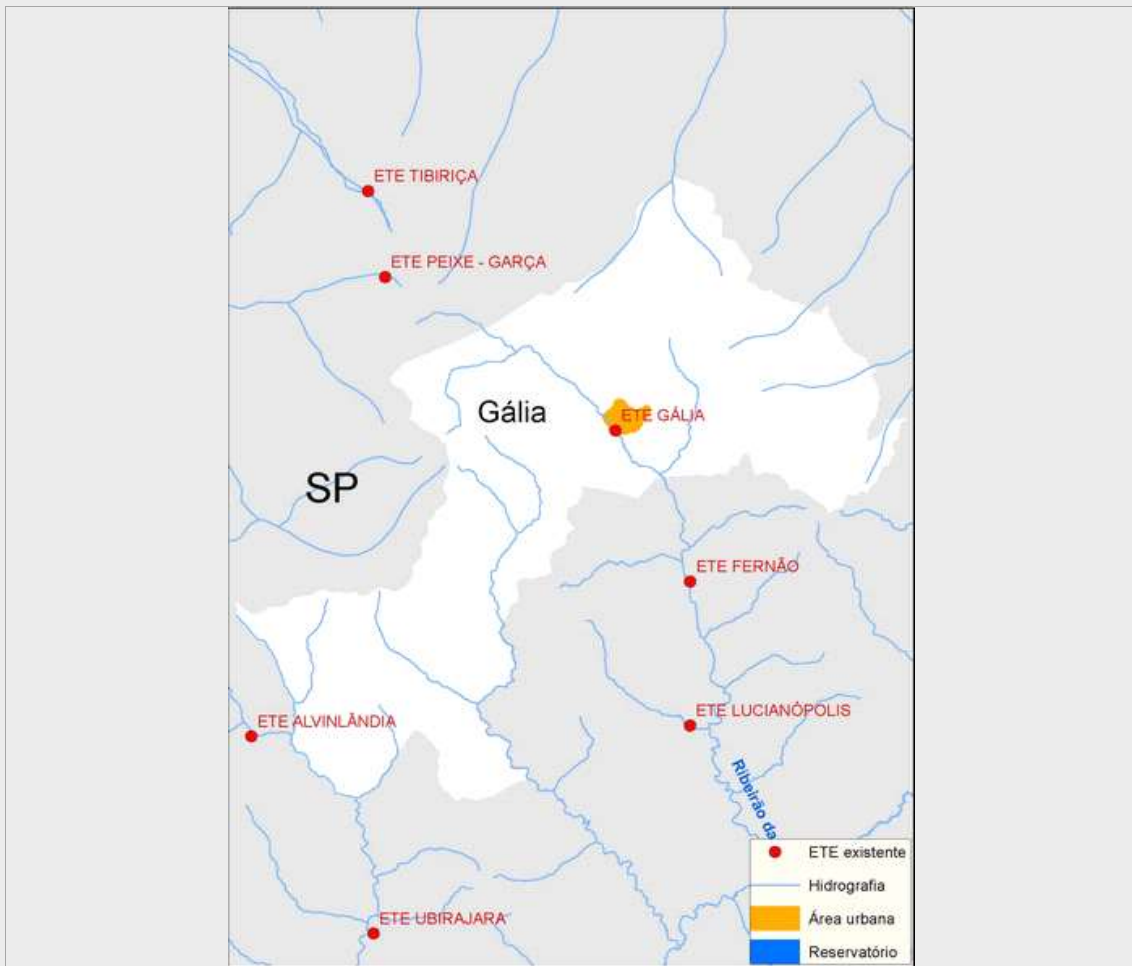 ETE TIBIRIÇA
ETE PEIXE - GARÇA
Gália
ETE GÁLIA
SP
ETE FERNÃO
ETE LUCIANÓPOLIS
ETE ALVINLÂNDIA
Ribeirão da
ETE existente
Hidrografia
Área urbana
Reservatório
ETE UBIRAJARA